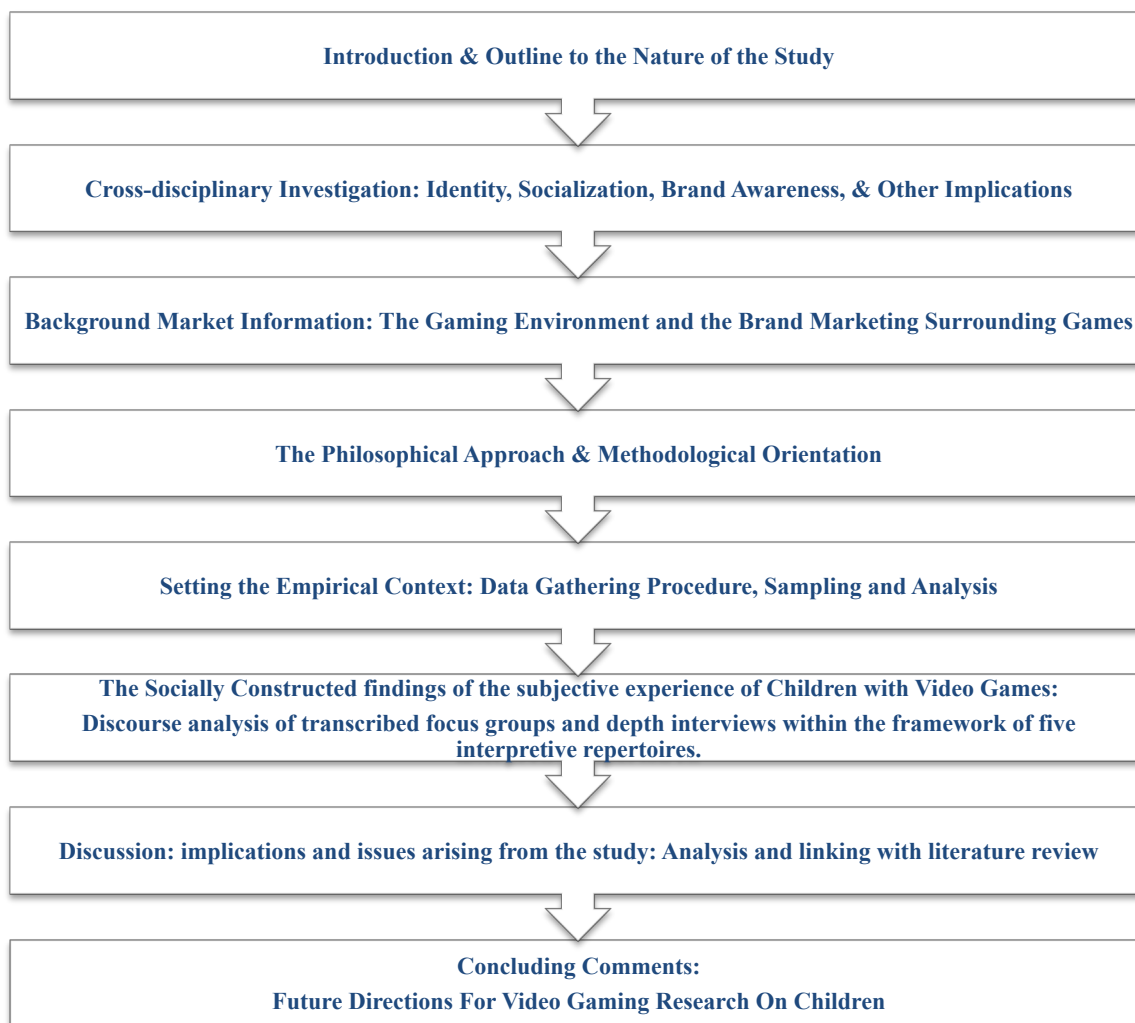 Introduction & Outline to the Nature of the Study
Cross-disciplinary Investigation: Identity, Socialization, Brand Awareness, & Other Implications
Background Market Information: The Gaming Environment and the Brand Marketing Surrounding Games
The Philosophical Approach & Methodological Orientation
Setting the Empirical Context: Data Gathering Procedure, Sampling and Analysis
The Socially Constructed findings of the subjective experience of Children with Video Games:
Discourse analysis of transcribed focus groups and depth interviews within the framework of five
interpretive repertoires.
Discussion: implications and issues arising from the study: Analysis and linking with literature review
Concluding Comments:
Future Directions For Video Gaming Research On Children